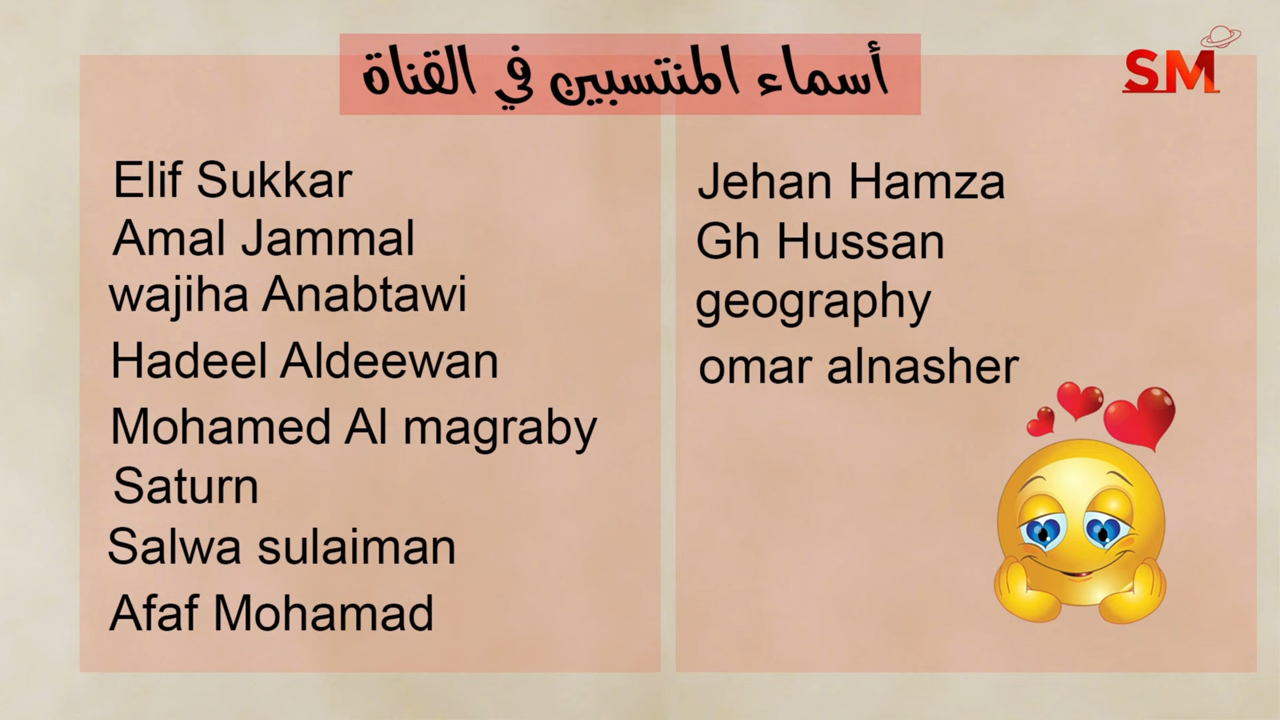 أسماء المنتسبين في القناة
SM
Elif Sukkar
Amal Jammal
wajiha Anabtawi
Hadeel Aldeewan
Mohamed Al magraby
Saturn
Salwa sulaiman
Afaf Mohamad
Jehan Hamza
Gh Hussan
geography
omar alnasher